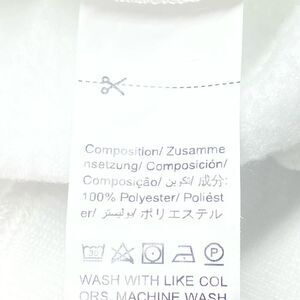 Composition/ Zusamme
nsetzung/ Composición/
Composição/ تكوين/ 成分:
100% Polyester/ Poliést
er/ بوليستر/ ポリエステル
WASH WITH LIKE COL
ORS, MACHINE WASH